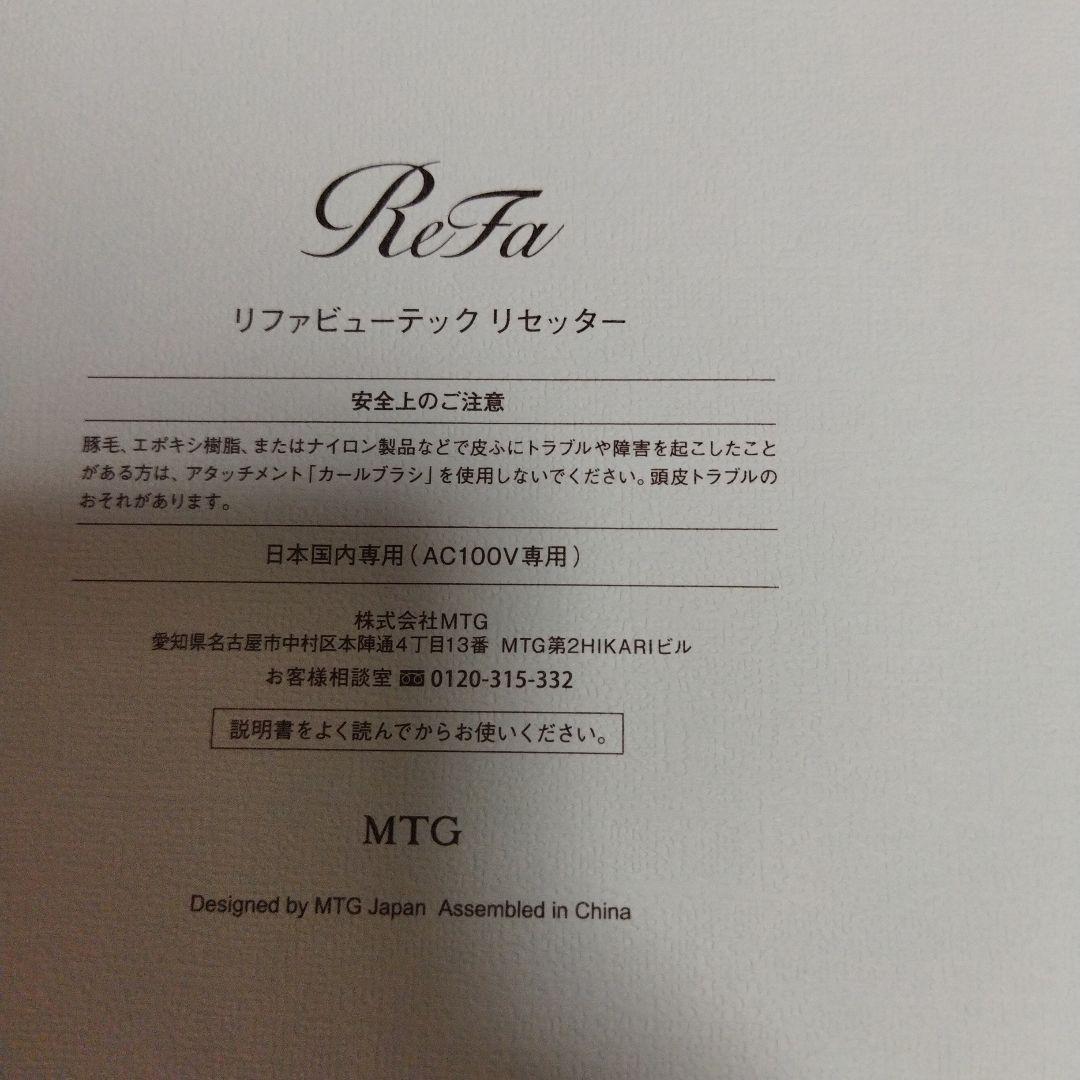 ReFa
リファビューテック リセッター
安全上のご注意
豚毛、エポキシ樹脂、またはナイロン製品などで皮ふにトラブルや障害を起こしたこと
がある方は、アタッチメント「カールブラシ」を使用しないでください。頭皮トラブルの
おそれがあります。
日本国内専用(AC100V専用)
株式会社MTG
愛知県名古屋市中村区本陣通4丁目13番 MTG第2HIKARIビル
お客様相談室 0120-315-332
説明書をよく読んでからお使いください。
MTG
Designed by MTG Japan Assembled in China